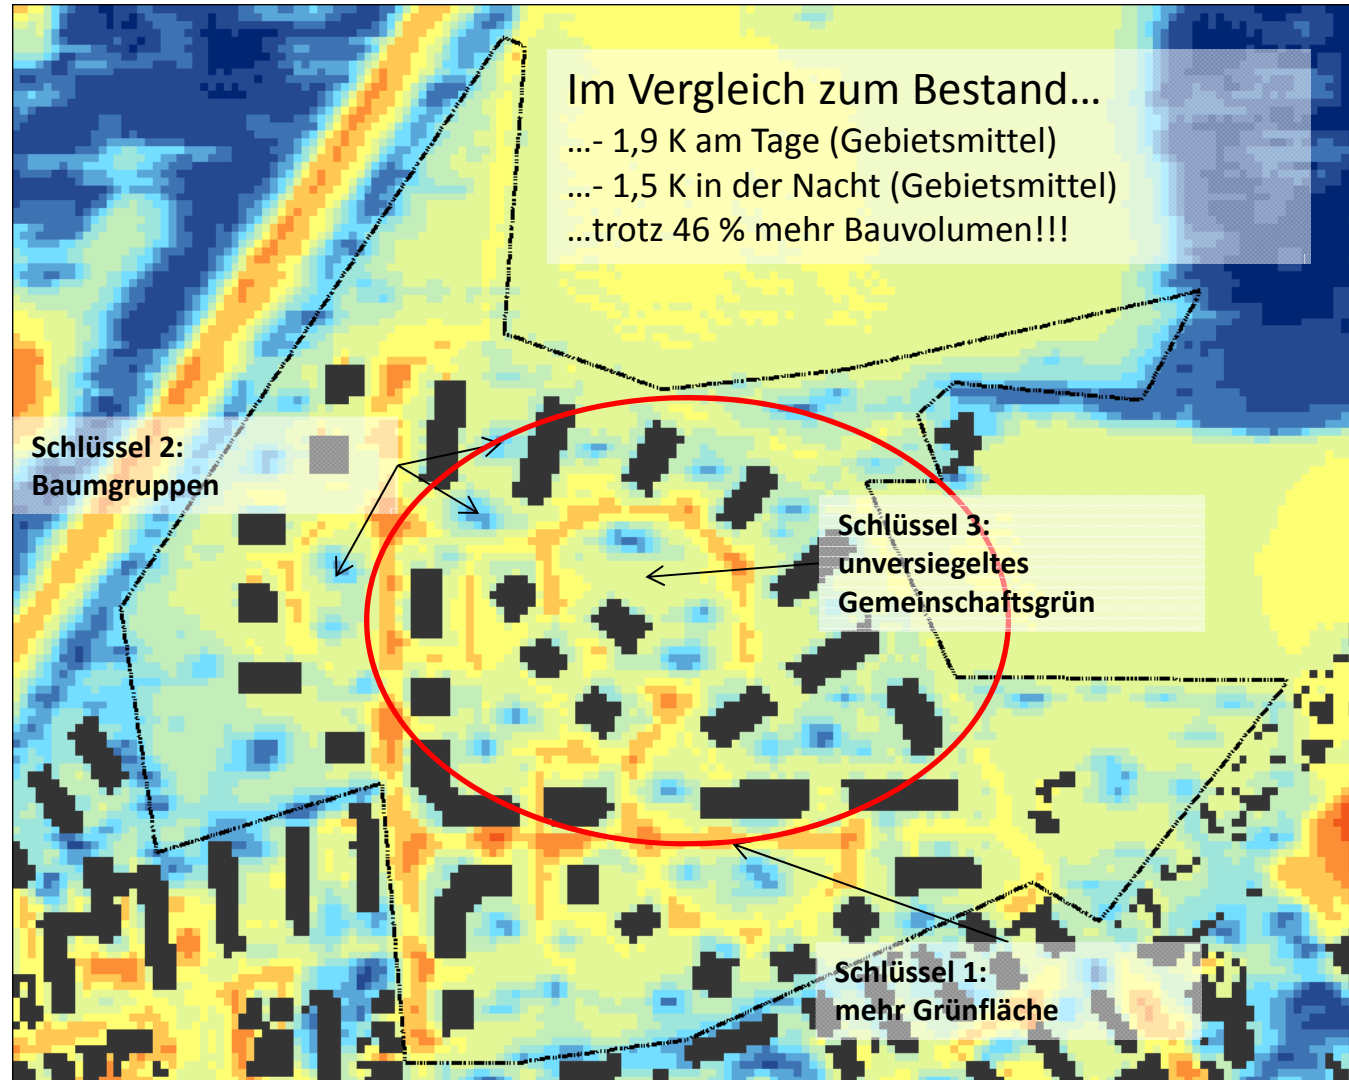 Im Vergleich zum Bestand...
...- 1,9 K am Tage (Gebietsmittel)
...- 1,5 K in der Nacht (Gebietsmittel)
...trotz 46 % mehr Bauvolumen!!!
Schlüssel 2:
Baumgruppen
Schlüssel 3:
unversiegeltes
Gemeinschaftsgrün
Schlüssel 1:
mehr Grünfläche